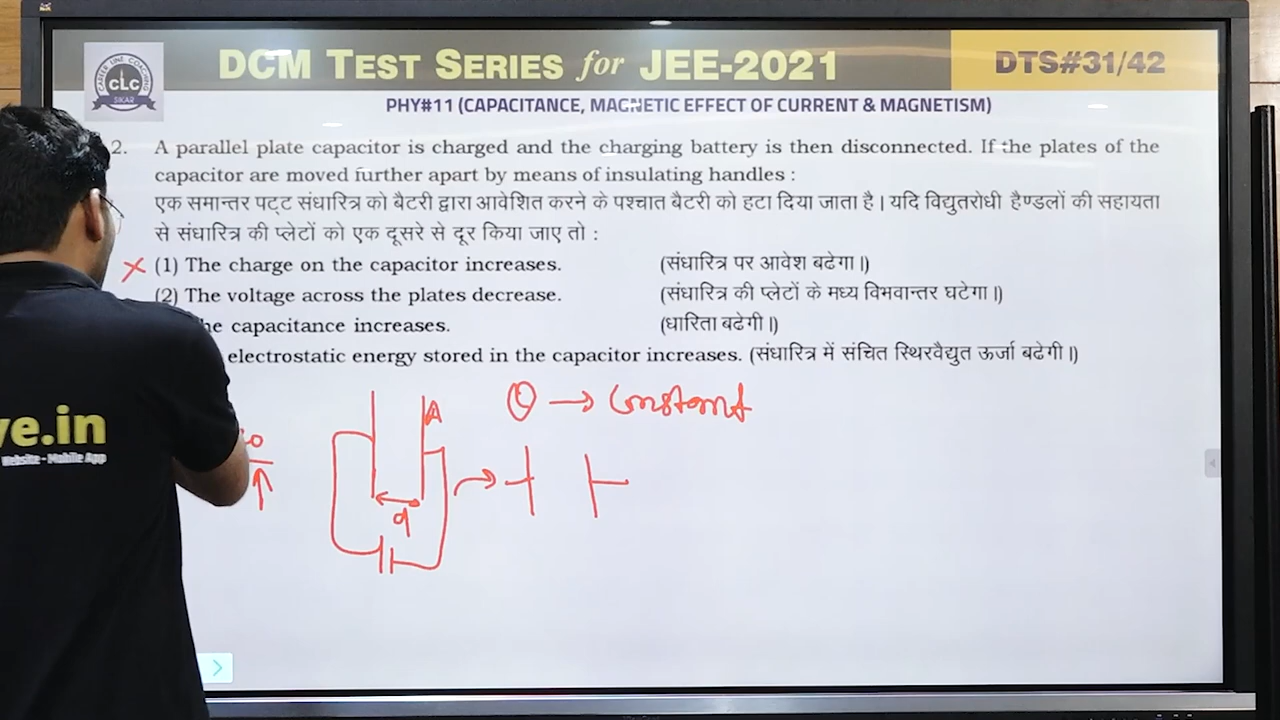 DCM TEST SERIES for JEE-2021
DTS#31/42
CLC
SIKAR
PHY#11 (CAPACITANCE, MAGNETIC EFFECT OF CURRENT & MAGNETISM)
2. A parallel plate capacitor is charged and the charging battery is then disconnected. If the plates of the
capacitor are moved further apart by means of insulating handles :
एक समान्तर पट्ट संधारित्र को बैटरी द्वारा आवेशित करने के पश्चात बैटरी को हटा दिया जाता है। यदि विद्युतरोधी हैण्डलों की सहायता
से संधारित्र की प्लेटों को एक दूसरे से दूर किया जाए तो :
(1) The charge on the capacitor increases. (संधारित्र पर आवेश बढेगा।)
(2) The voltage across the plates decrease. (संधारित्र की प्लेटों के मध्य विभवान्तर घटेगा।)
he capacitance increases. (धारिता बढेगी।)
electrostatic energy stored in the capacitor increases. (संधारित्र में संचित स्थिरवैद्युत ऊर्जा बढेगी।)
A
Q → Constant
d
ve.in
Website - Mobile App